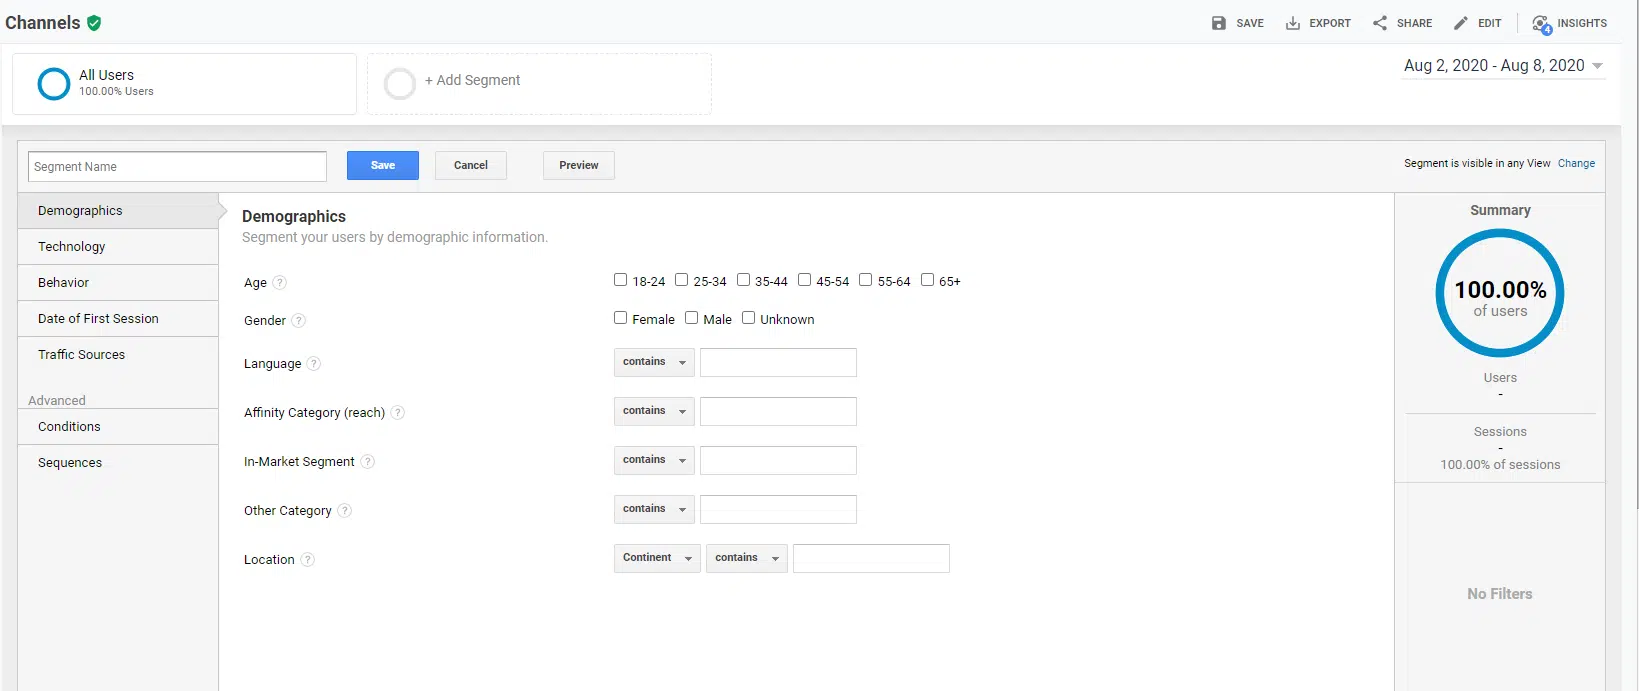 Channels
SAVE EXPORT SHARE EDIT 4 INSIGHTS
All Users
100.00% Users
+ Add Segment
Aug 2, 2020 - Aug 8, 2020
Segment Name
Save
Cancel
Preview
Segment is visible in any View Change
Demographics
Technology
Behavior
Date of First Session
Traffic Sources
Advanced
Conditions
Sequences
Demographics
Segment your users by demographic information.
Age ? 18-24 25-34 35-44 45-54 55-64 65+
Gender ? Female Male Unknown
Language ? contains
Affinity Category (reach) ? contains
In-Market Segment ? contains
Other Category ? contains
Location ? Continent contains
Summary
100.00%
of users
Users
-
Sessions
-
100.00% of sessions
No Filters